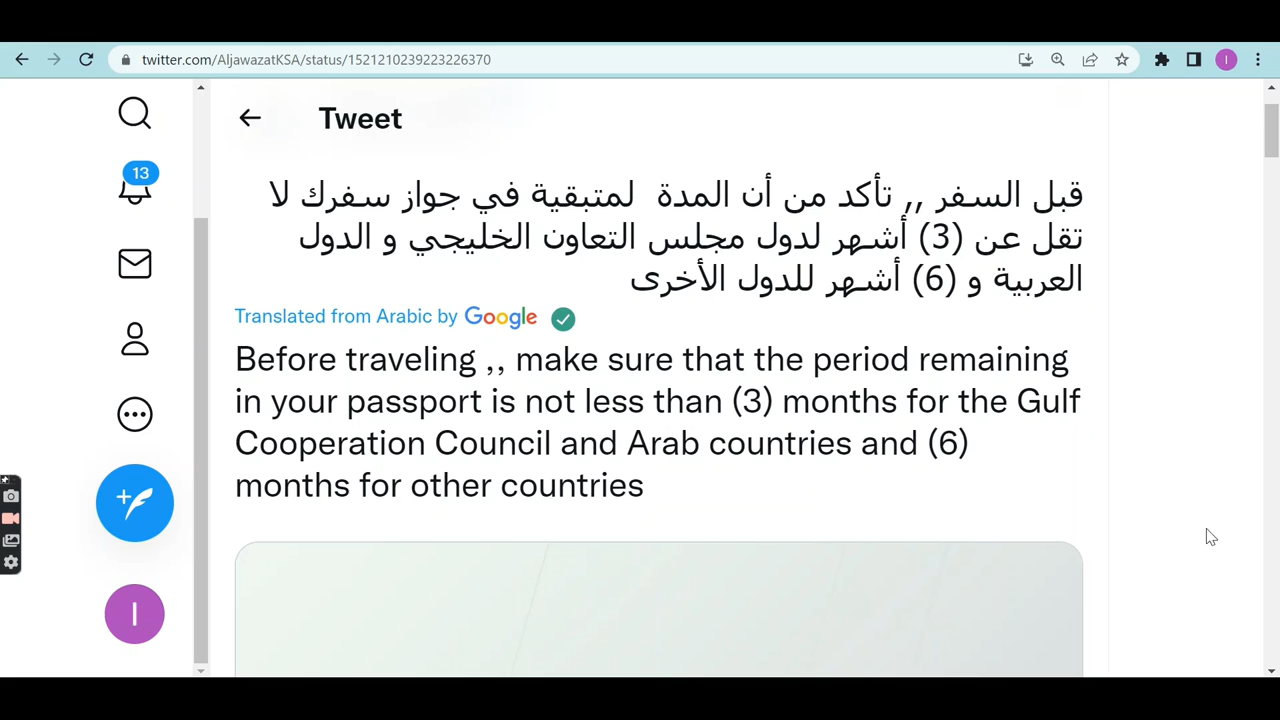 twitter.com/AljawazatKSA/status/1521210239223226370
I
Tweet
13
قبل السفر ,, تأكد من أن المدة  لمتبقية في جواز سفرك لا
تقل عن (3) أشهر لدول مجلس التعاون الخليجي و الدول
العربية و (6) أشهر للدول الأخرى
Translated from Arabic by Google
Before traveling ,, make sure that the period remaining
in your passport is not less than (3) months for the Gulf
Cooperation Council and Arab countries and (6)
months for other countries
I